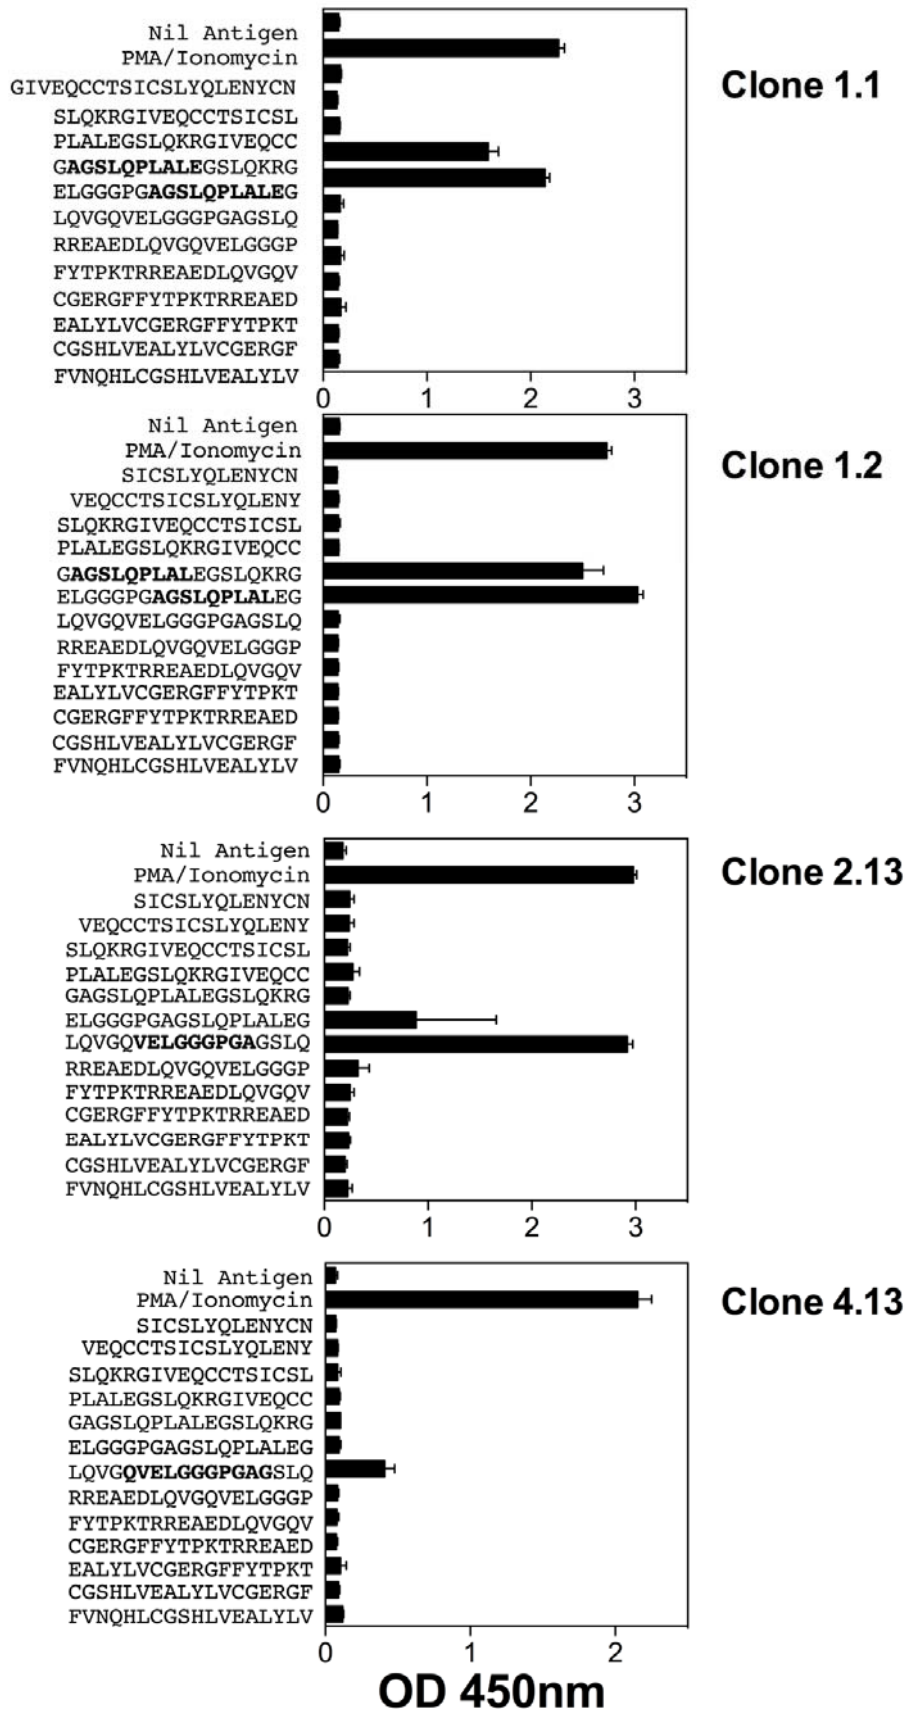 Nil Antigen
PMA/Ionomycin
GIVEQCCTSICSLYQLENYCN
SLQKRGIVEQCCTSICSL
PLALEGSLQKRGIVEQCC
GAGSLQPLALEGSLQKRG
ELGGGPGAGSLQPLALEG
LQVGQVELGGGPGAGSLQ
RREAEDLQVGQVELGGGP
FYTPKTRREAEDLQVGQV
CGERGFFYTPKTRREAED
EALYLVCGERGFFYTPKT
CGSHLVEALYLVCGERGF
FVNQHLCGSHLVEALYLV
0 1 2 3
Clone 1.1
Nil Antigen
PMA/Ionomycin
SICSLYQLENYCN
VEQCCTSICSLYQLENY
SLQKRGIVEQCCTSICSL
PLALEGSLQKRGIVEQCC
GAGSLQPLALEGSLQKRG
ELGGGPGAGSLQPLALEG
LQVGQVELGGGPGAGSLQ
RREAEDLQVGQVELGGGP
FYTPKTRREAEDLQVGQV
EALYLVCGERGFFYTPKT
CGERGFFYTPKTRREAED
CGSHLVEALYLVCGERGF
FVNQHLCGSHLVEALYLV
0 1 2 3
Clone 1.2
Nil Antigen
PMA/Ionomycin
SICSLYQLENYCN
VEQCCTSICSLYQLENY
SLQKRGIVEQCCTSICSL
PLALEGSLQKRGIVEQCC
GAGSLQPLALEGSLQKRG
ELGGGPGAGSLQPLALEG
LQVGQVELGGGPGAGSLQ
RREAEDLQVGQVELGGGP
FYTPKTRREAEDLQVGQV
CGERGFFYTPKTRREAED
EALYLVCGERGFFYTPKT
CGSHLVEALYLVCGERGF
FVNQHLCGSHLVEALYLV
0 1 2 3
Clone 2.13
Nil Antigen
PMA/Ionomycin
SICSLYQLENYCN
VEQCCTSICSLYQLENY
SLQKRGIVEQCCTSICSL
PLALEGSLQKRGIVEQCC
GAGSLQPLALEGSLQKRG
ELGGGPGAGSLQPLALEG
LQVGQVELGGGPGAGSLQ
RREAEDLQVGQVELGGGP
FYTPKTRREAEDLQVGQV
CGERGFFYTPKTRREAED
EALYLVCGERGFFYTPKT
CGSHLVEALYLVCGERGF
FVNQHLCGSHLVEALYLV
0 1 2
Clone 4.13
OD 450nm